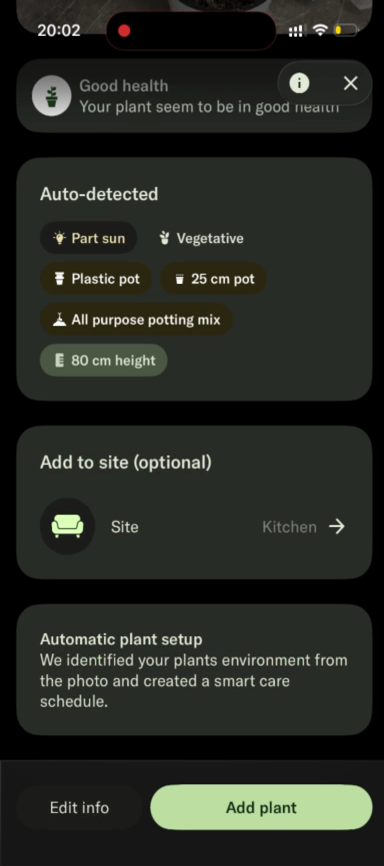 20:02
Good health
Your plant seem to be in good health
Auto-detected
Part sun
Vegetative
Plastic pot
25 cm pot
All purpose potting mix
80 cm height
Add to site (optional)
Site
Kitchen
Automatic plant setup
We identified your plants environment from
the photo and created a smart care
schedule.
Edit info
Add plant